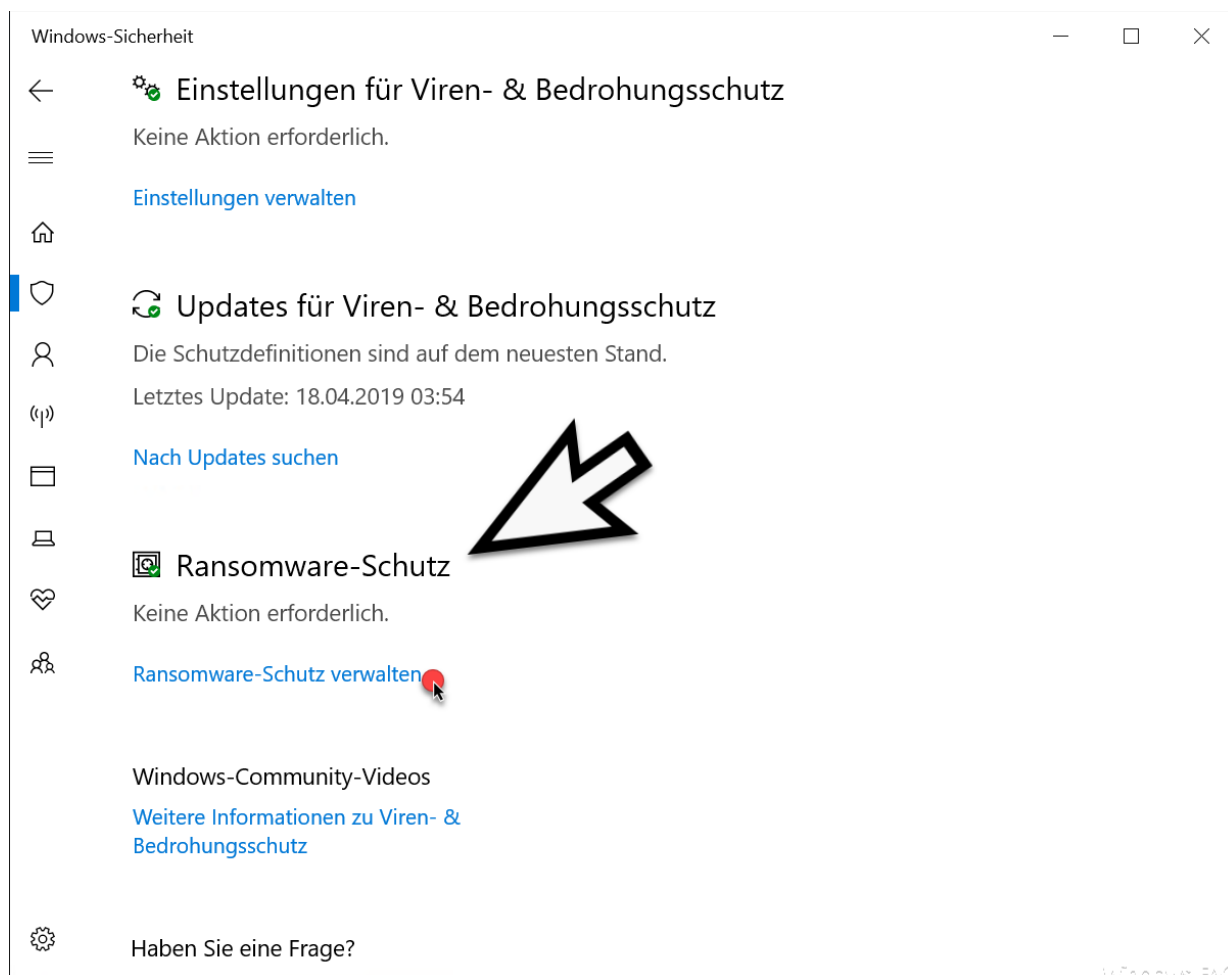 Windows-Sicherheit
Einstellungen für Viren- & Bedrohungsschutz
Keine Aktion erforderlich.
Einstellungen verwalten
Updates für Viren- & Bedrohungsschutz
Die Schutzdefinitionen sind auf dem neuesten Stand.
Letztes Update: 18.04.2019 03:54
Nach Updates suchen
Ransomware-Schutz
Keine Aktion erforderlich.
Ransomware-Schutz verwalten
Windows-Community-Videos
Weitere Informationen zu Viren- &
Bedrohungsschutz
Haben Sie eine Frage?